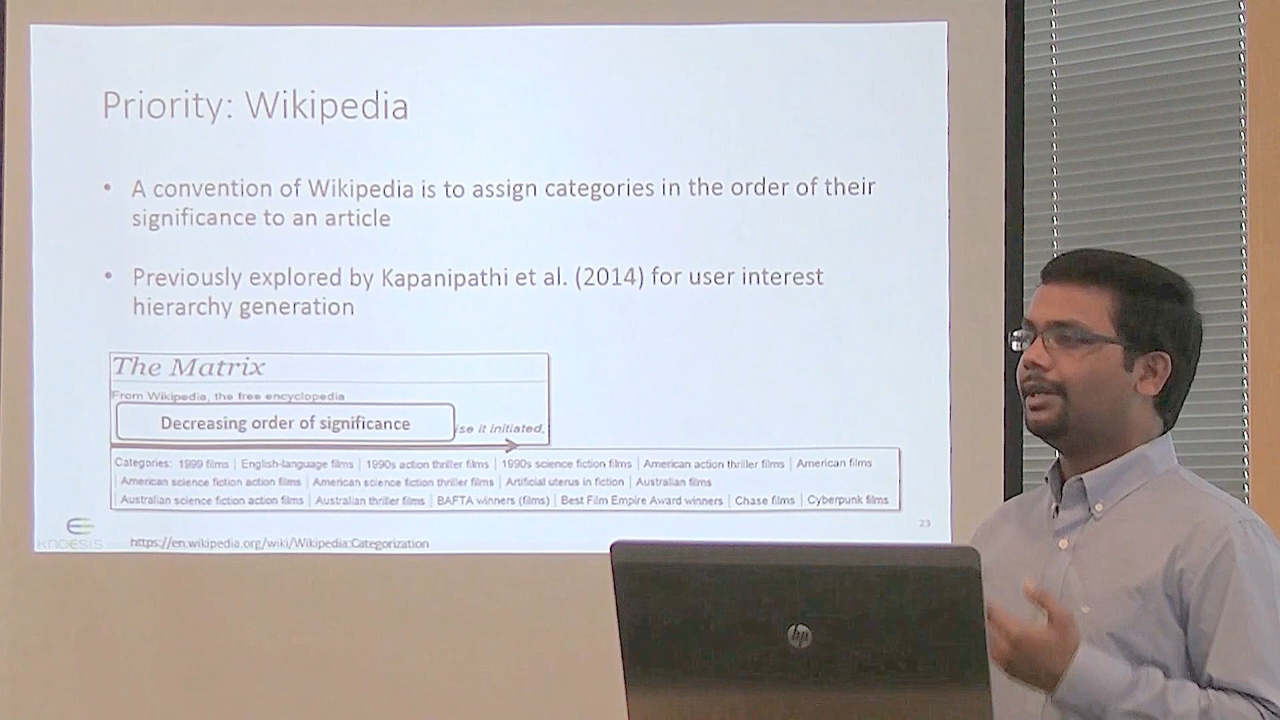 Priority: Wikipedia
• A convention of Wikipedia is to assign categories in the order of their
significance to an article
• Previously explored by Kapanipathi et al. (2014) for user interest
hierarchy generation
The Matrix
From Wikipedia, the free encyclopedia
Decreasing order of significance
ise it initiated,
Categories: 1999 films | English-language films | 1990s action thriller films | 1990s science fiction films | American action thriller films | American films
American science fiction action films | American science fiction thriller films | Artificial uterus in fiction | Australian films
Australian science fiction action films | Australian thriller films | BAFTA winners (films) | Best Film Empire Award winners | Chase films | Cyberpunk films
23
KNOESIS
https://en.wikipedia.org/wiki/Wikipedia:Categorization
hp